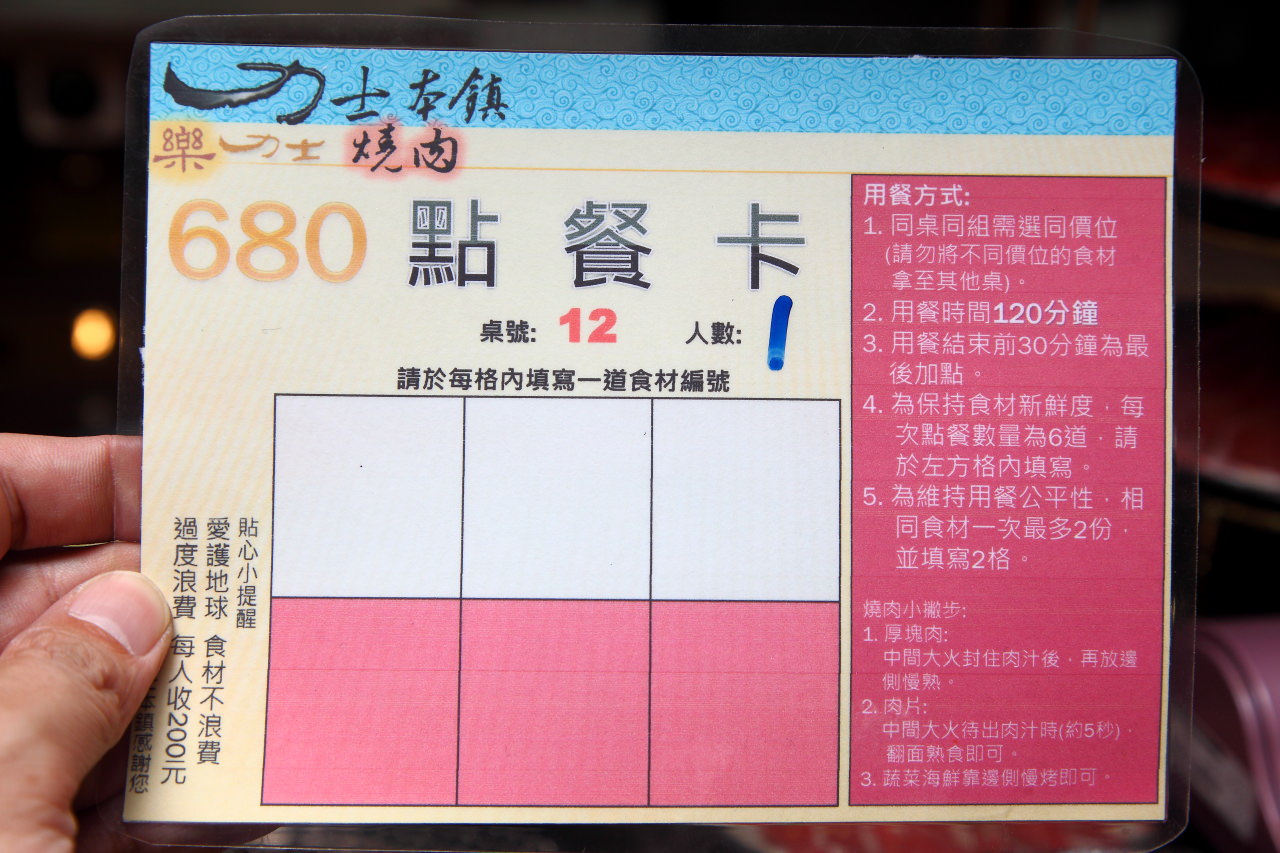 力士本鎮
樂力士 燒肉
680 點餐卡
桌號: 12 人數: 1
請於每格內填寫一道食材編號
貼心小提醒
愛護地球 食材不浪費
過度浪費 每人收200元
本鎮感謝您
用餐方式:
1. 同桌同組需選同價位
(請勿將不同價位的食材
拿至其他桌)。
2. 用餐時間120分鐘
3. 用餐結束前30分鐘為最
後加點。
4. 為保持食材新鮮度,每
次點餐數量為6道,請
於左方格內填寫。
5. 為維持用餐公平性,相
同食材一次最多2份,
並填寫2格。
燒肉小撇步:
1. 厚塊肉:
中間大火封住肉汁後,再放邊
側慢熟。
2. 肉片:
中間大火待出肉汁時(約5秒),
翻面熟食即可。
3. 蔬菜海鮮靠邊側慢烤即可。